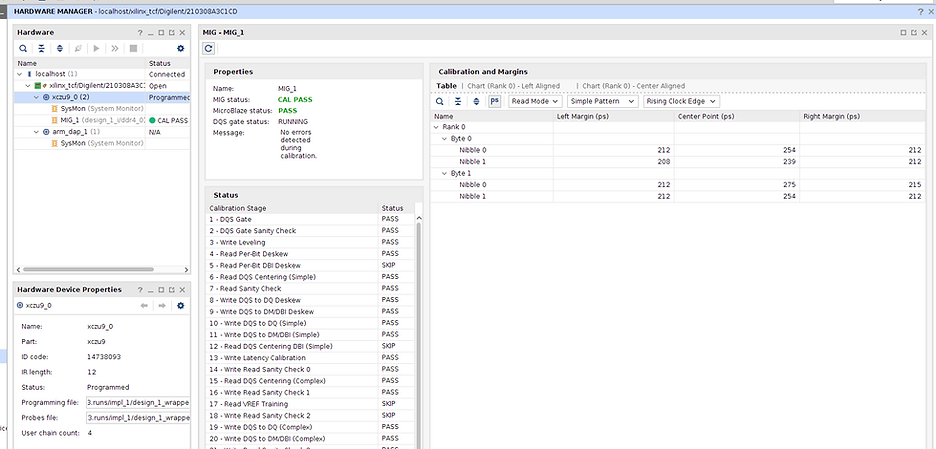 HARDWARE MANAGER - localhost/xilinx_tcf/Digilent/210308A3C1CD
Hardware
Name Status
localhost (1) Connected
xilinx_tcf/Digilent/210308A3C1 Open
xczu9_0 (2) Programmed
SysMon (System Monitor)
MIG_1 (design_1_i/ddr4_0 CAL PASS
arm_dap_1 (1) N/A
SysMon (System Monitor)
Hardware Device Properties
xczu9_0
Name: xczu9_0
Part: xczu9
ID code: 14738093
IR length: 12
Status: Programmed
Programming file: 3.runs/impl_1/design_1_wrappe
Probes file: 3.runs/impl_1/design_1_wrappe
User chain count: 4
MIG - MIG_1
Properties
Name: MIG_1
MIG status: CAL PASS
MicroBlaze status: PASS
DQS gate status: RUNNING
Message: No errors
detected
during
calibration.
Status
Calibration Stage Status
1 - DQS Gate PASS
2 - DQS Gate Sanity Check PASS
3 - Write Leveling PASS
4 - Read Per-Bit Deskew PASS
5 - Read Per-Bit DBI Deskew SKIP
6 - Read DQS Centering (Simple) PASS
7 - Read Sanity Check PASS
8 - Write DQS to DQ Deskew PASS
9 - Write DQS to DM/DBI Deskew PASS
10 - Write DQS to DQ (Simple) PASS
11 - Write DQS to DM/DBI (Simple) PASS
12 - Read DQS Centering DBI (Simple) SKIP
13 - Write Latency Calibration PASS
14 - Write Read Sanity Check 0 PASS
15 - Read DQS Centering (Complex) PASS
16 - Write Read Sanity Check 1 PASS
17 - Read VREF Training SKIP
18 - Write Read Sanity Check 2 SKIP
19 - Write DQS to DQ (Complex) PASS
20 - Write DQS to DM/DBI (Complex) PASS
Calibration and Margins
Table | Chart (Rank 0) - Left Aligned | Chart (Rank 0) - Center Aligned
ps Read Mode Simple Pattern Rising Clock Edge
Name Left Margin (ps) Center Point (ps) Right Margin (ps)
Rank 0
Byte 0
Nibble 0 212 254 212
Nibble 1 208 239 212
Byte 1
Nibble 0 212 275 215
Nibble 1 212 254 212